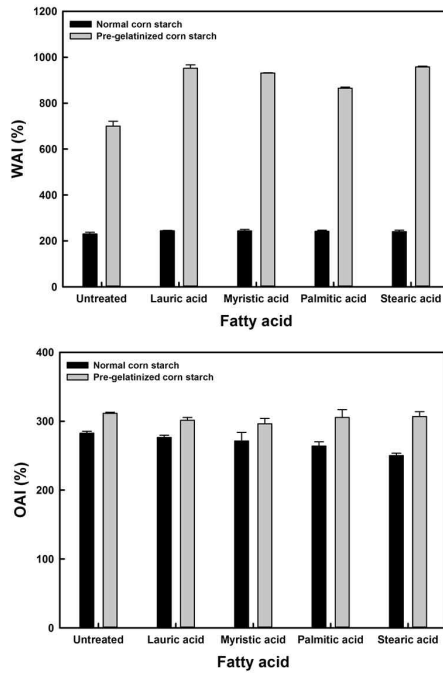 1200
Normal corn starch
Pre-gelatinized corn starch
1000
800
600
400
200
0
WAI (%)
Untreated Lauric acid Myristic acid Palmitic acid Stearic acid
Fatty acid
400
Normal corn starch
Pre-gelatinized corn starch
300
200
100
0
OAI (%)
Untreated Lauric acid Myristic acid Palmitic acid Stearic acid
Fatty acid